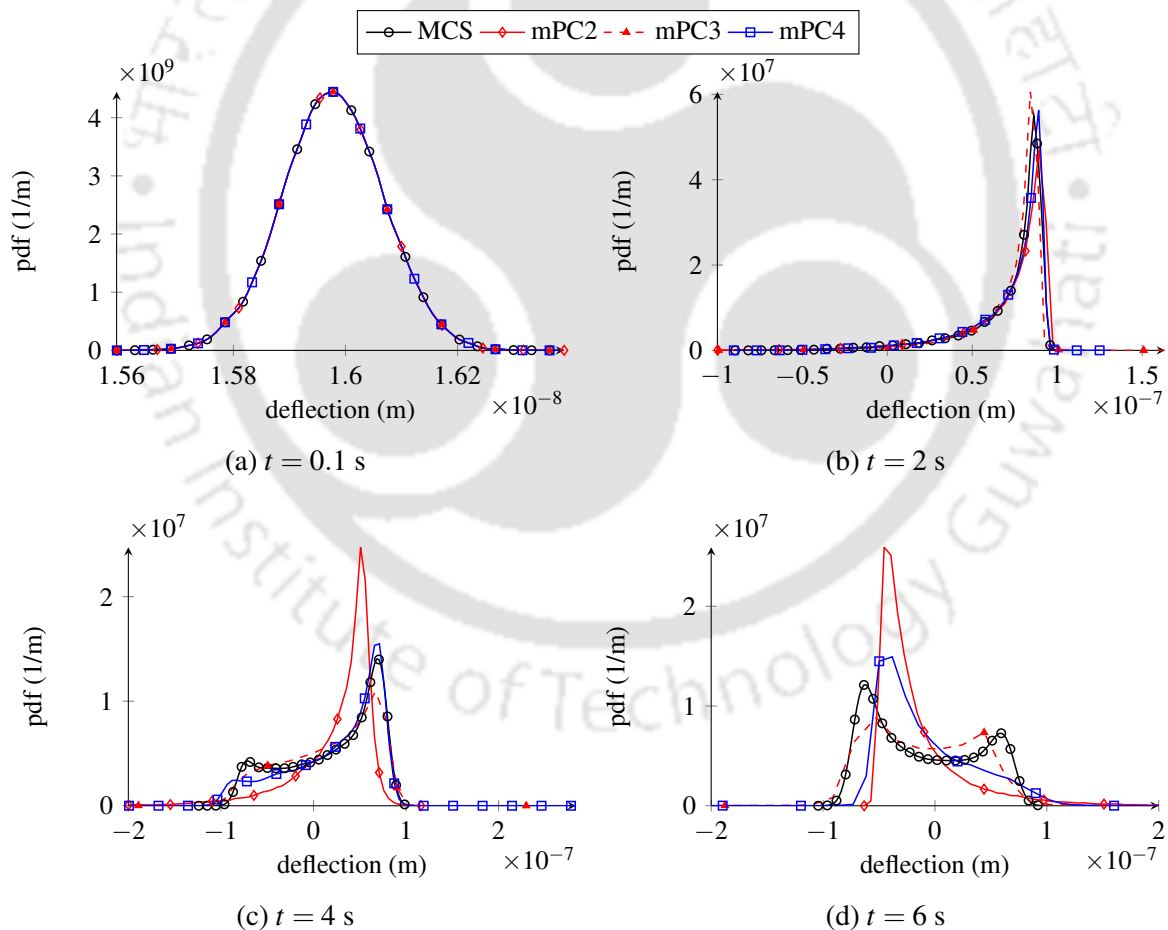 MCS mPC2 mPC3 mPC4
×10^9
4
3
2
1
0
pdf (1/m)
1.56 1.58 1.6 1.62
×10^−8
deflection (m)
(a) t = 0.1 s
×10^7
6
4
2
0
pdf (1/m)
−1 −0.5 0 0.5 1 1.5
×10^−7
deflection (m)
(b) t = 2 s
×10^7
2
1
0
pdf (1/m)
−2 −1 0 1 2
×10^−7
deflection (m)
(c) t = 4 s
×10^7
2
1
0
pdf (1/m)
−2 −1 0 1 2
×10^−7
deflection (m)
(d) t = 6 s
Indian Institute of Technology Guwahati